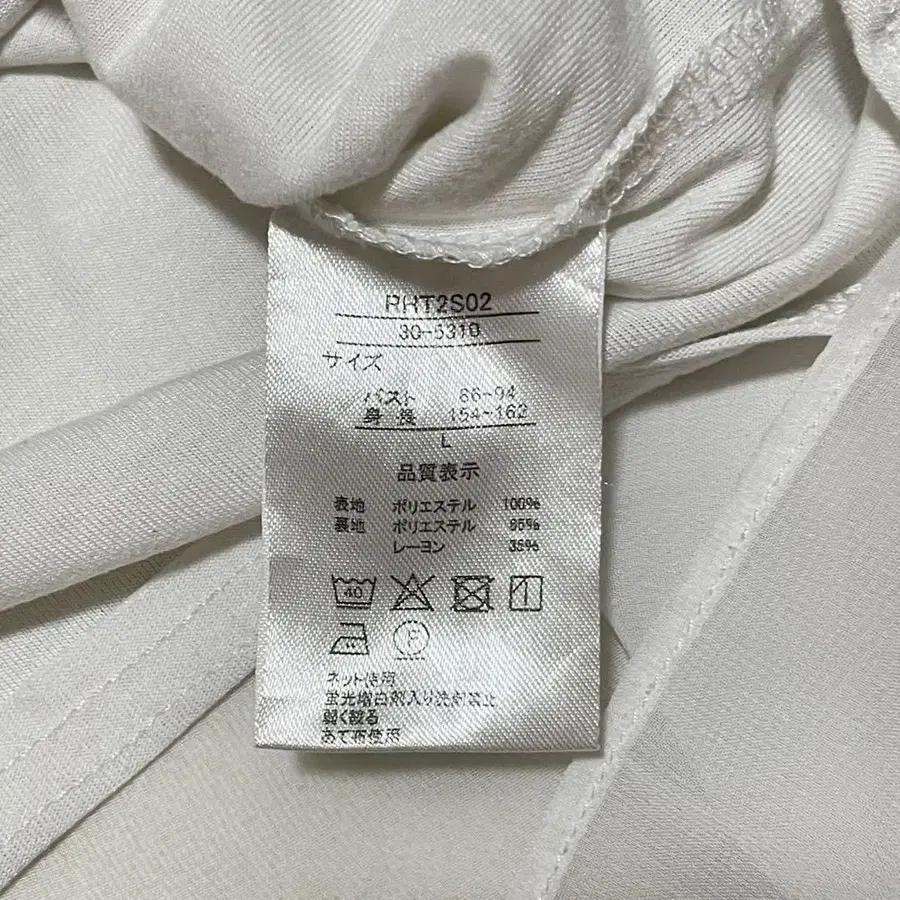 RHT2S02
30-5310
サイズ
バスト 86-94
身長 154-162
L
品質表示
表地 ポリエステル 100%
裏地 ポリエステル 65%
レーヨン 35%
40
F
ネット使用
蛍光増白剤入り洗剤禁止
弱く絞る
あて布使用